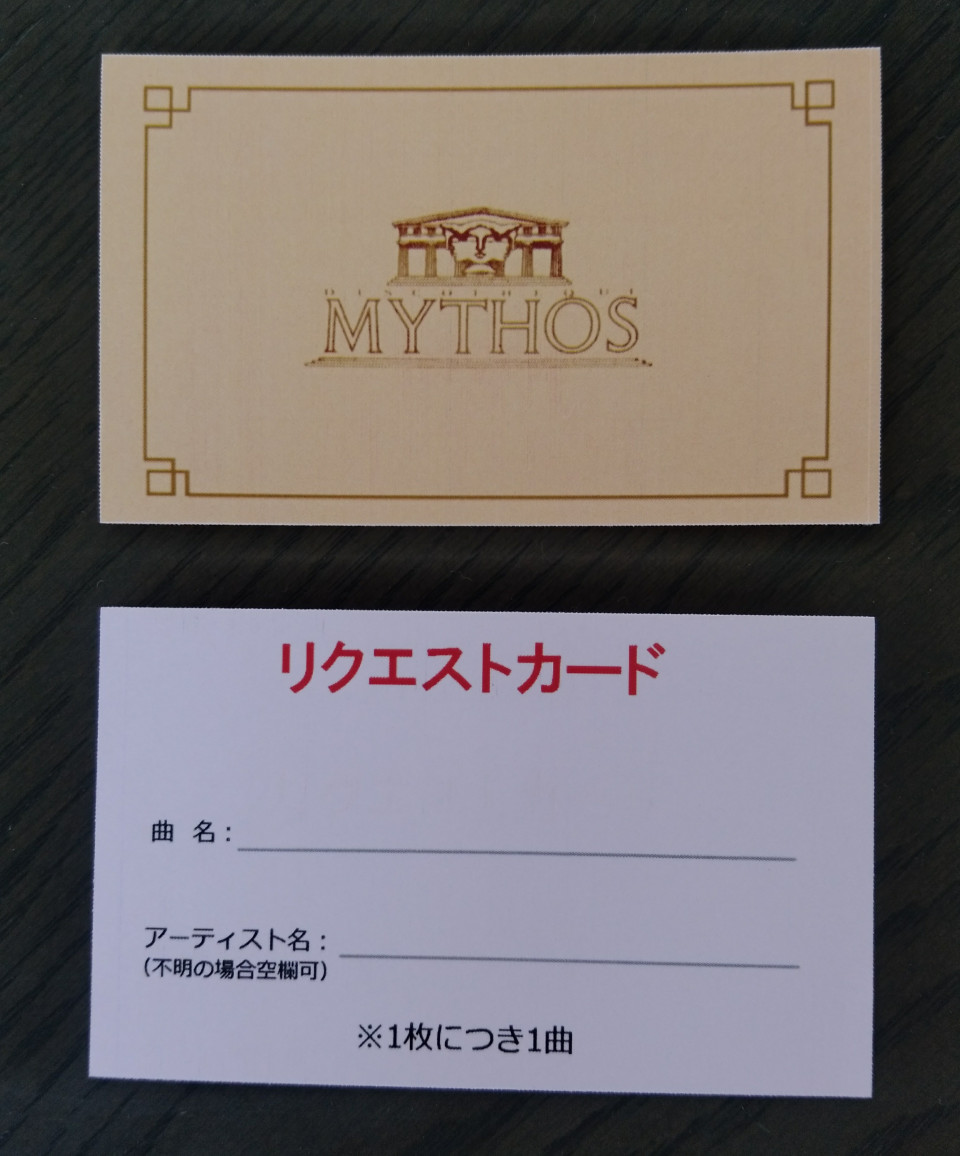 DISCOTHEQUE
MYTHOS
リクエストカード
曲 名：
アーティスト名：
（不明の場合空欄可）
※1枚につき1曲